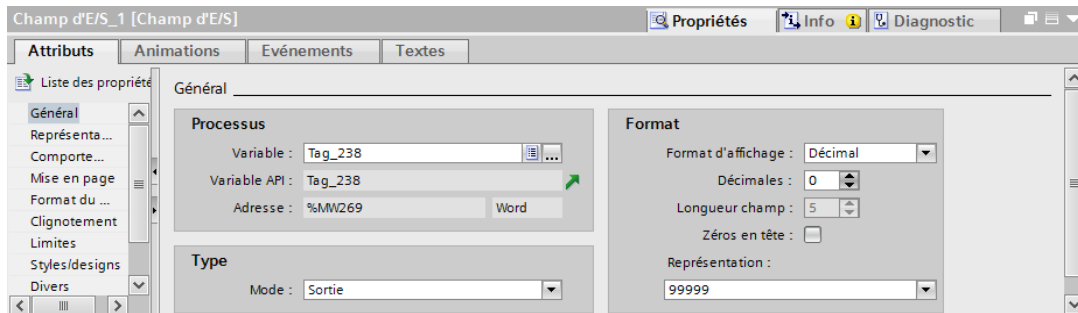 Champ d'E/S_1 [Champ d'E/S]
Propriétés
Info
Diagnostic
Attributs
Animations
Evénements
Textes
Liste des propriété
Général
Général
Représenta...
Comporte...
Mise en page
Format du ...
Clignotement
Limites
Styles/designs
Divers
Processus
Variable : Tag_238 ...
Variable API : Tag_238
Adresse : %MW269 Word
Type
Mode : Sortie
Format
Format d'affichage : Décimal
Décimales : 0
Longueur champ : 5
Zéros en tête :
Représentation :
99999